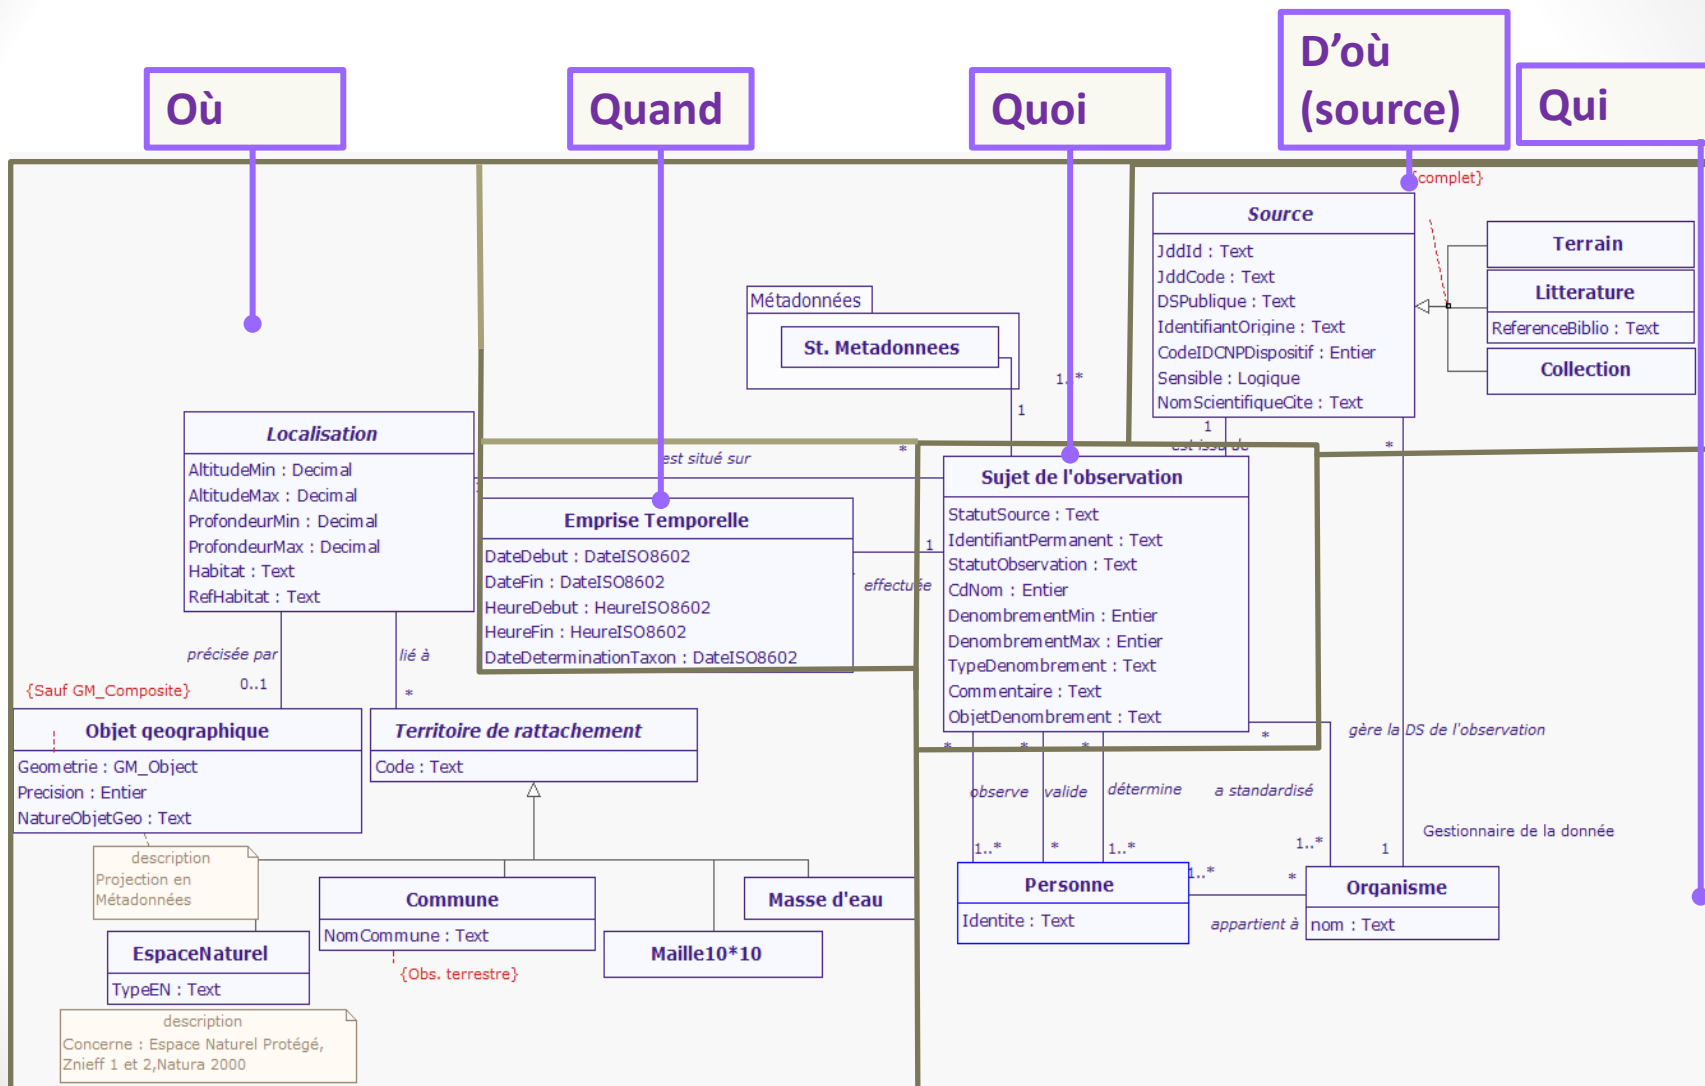 Où
Quand
Quoi
D'où
(source)
Qui
{complet}
Source
JddId : Text
JddCode : Text
DSPublique : Text
IdentifiantOrigine : Text
CodeIDCNPDispositif : Entier
Sensible : Logique
NomScientifiqueCite : Text
Terrain
Litterature
ReferenceBiblio : Text
Collection
Métadonnées
St. Metadonnees
1..*
1
1
*
est issu de
Localisation
AltitudeMin : Decimal
AltitudeMax : Decimal
ProfondeurMin : Decimal
ProfondeurMax : Decimal
Habitat : Text
RefHabitat : Text
est situé sur
*
Emprise Temporelle
DateDebut : DateISO8602
DateFin : DateISO8602
HeureDebut : HeureISO8602
HeureFin : HeureISO8602
DateDeterminationTaxon : DateISO8602
1
effectuée
Sujet de l'observation
StatutSource : Text
IdentifiantPermanent : Text
StatutObservation : Text
CdNom : Entier
DenombrementMin : Entier
DenombrementMax : Entier
TypeDenombrement : Text
Commentaire : Text
ObjetDenombrement : Text
précisée par
0..1
lié à
*
{Sauf GM_Composite}
Objet geographique
Geometrie : GM_Object
Precision : Entier
NatureObjetGeo : Text
Territoire de rattachement
Code : Text
description
Projection en
Métadonnées
EspaceNaturel
TypeEN : Text
description
Concerne : Espace Naturel Protégé,
Znieff 1 et 2,Natura 2000
Commune
NomCommune : Text
{Obs. terrestre}
Maille10*10
Masse d'eau
* * * *
gère la DS de l'observation
observe valide détermine a standardisé
Gestionnaire de la donnée
1..* * 1..* 1..* 1
Personne
Identite : Text
1..* *
appartient à
Organisme
nom : Text